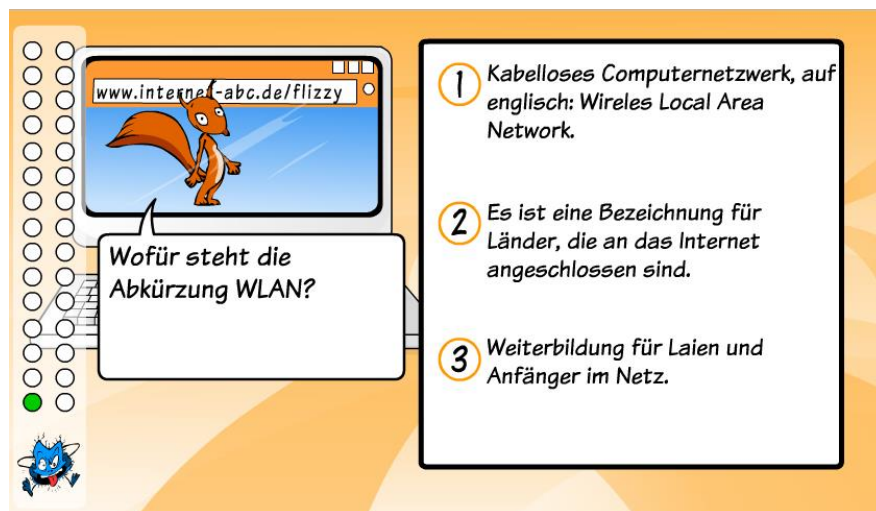 www.internet-abc.de/flizzy
Wofür steht die
Abkürzung WLAN?
1 Kabelloses Computernetzwerk, auf
englisch: Wireles Local Area
Network.
2 Es ist eine Bezeichnung für
Länder, die an das Internet
angeschlossen sind.
3 Weiterbildung für Laien und
Anfänger im Netz.